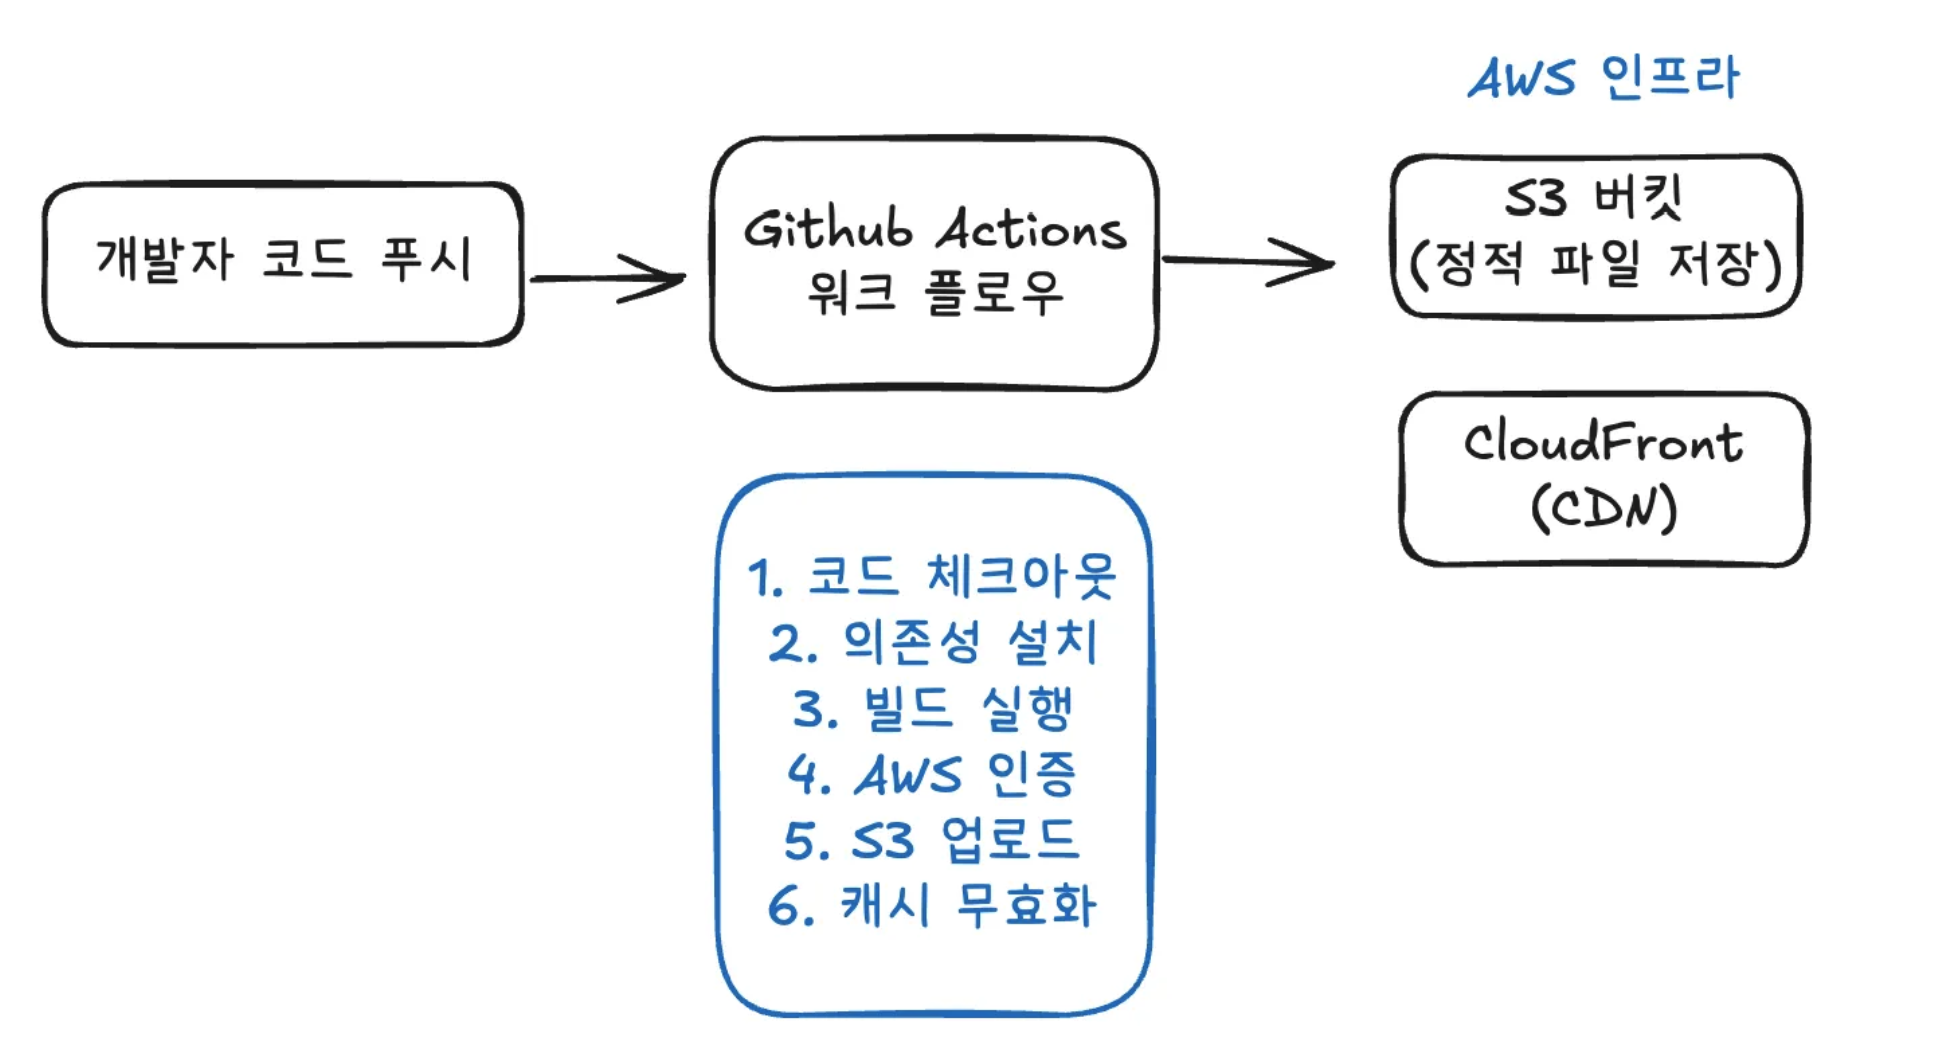 개발자 코드 푸시
Github Actions
워크 플로우
AWS 인프라
S3 버킷
(정적 파일 저장)
CloudFront
(CDN)
1. 코드 체크아웃
2. 의존성 설치
3. 빌드 실행
4. AWS 인증
5. S3 업로드
6. 캐시 무효화